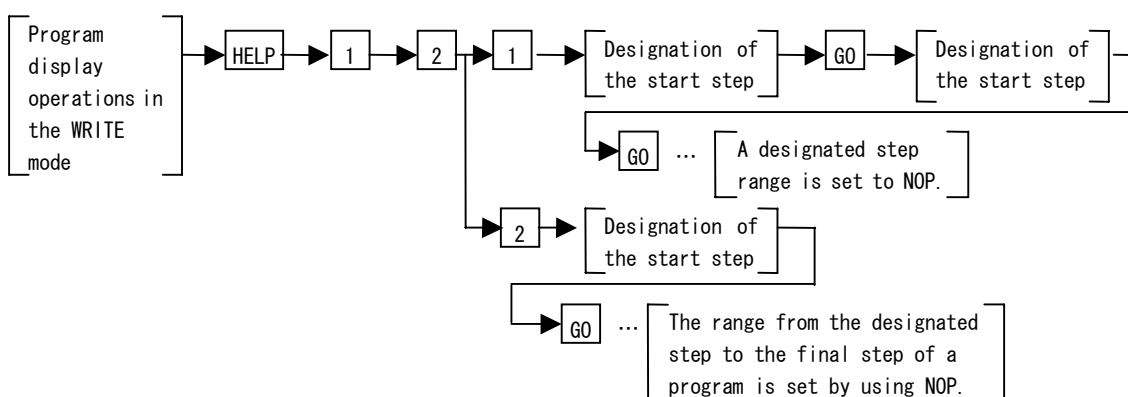 Program
display
operations in
the WRITE
mode
HELP
1
2
1
Designation of
the start step
GO
Designation of
the start step
GO
...
A designated step
range is set to NOP.
2
Designation of
the start step
GO
...
The range from the designated
step to the final step of a
program is set by using NOP.